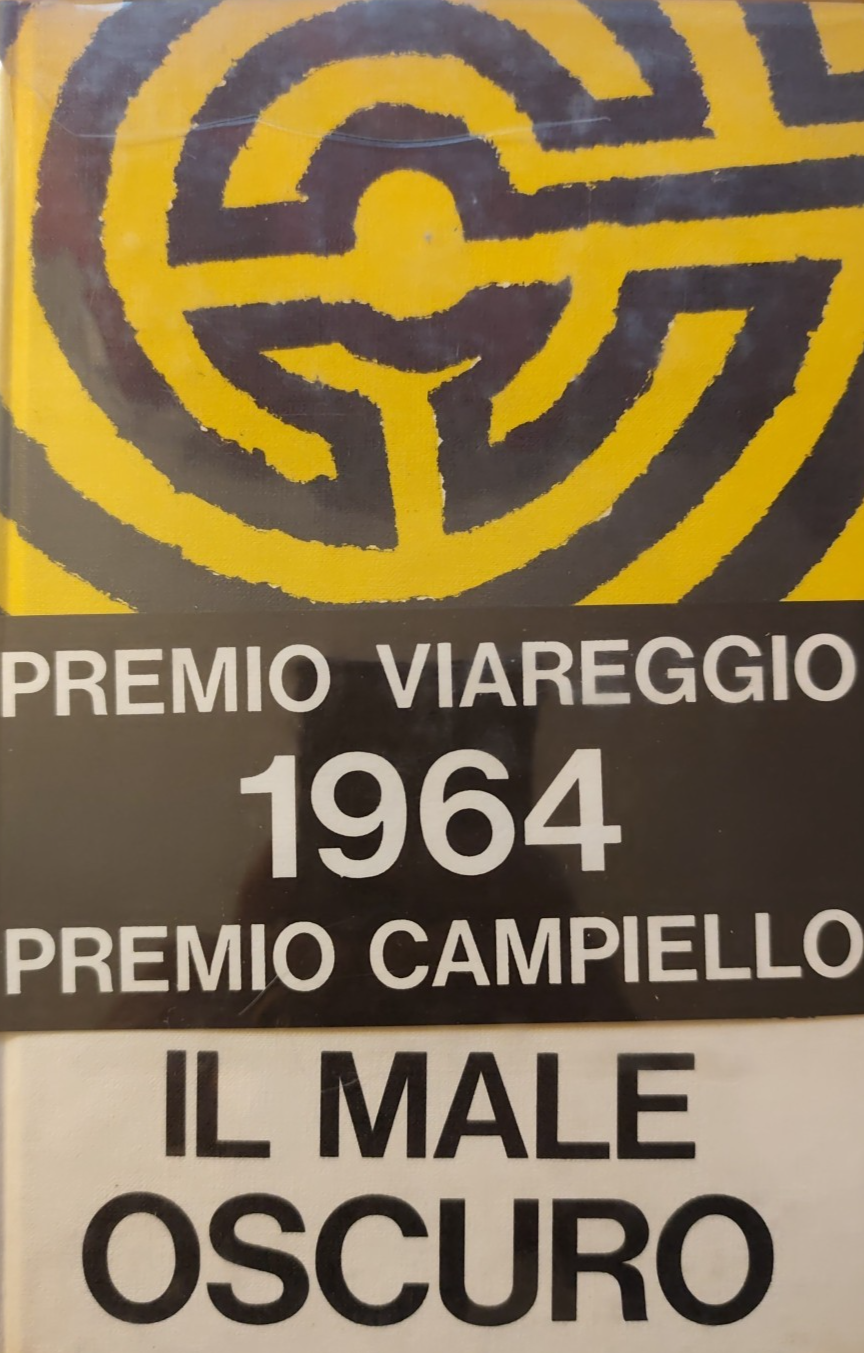 PREMIO VIAREGGIO
1964
PREMIO CAMPIELLO
IL MALE
OSCURO